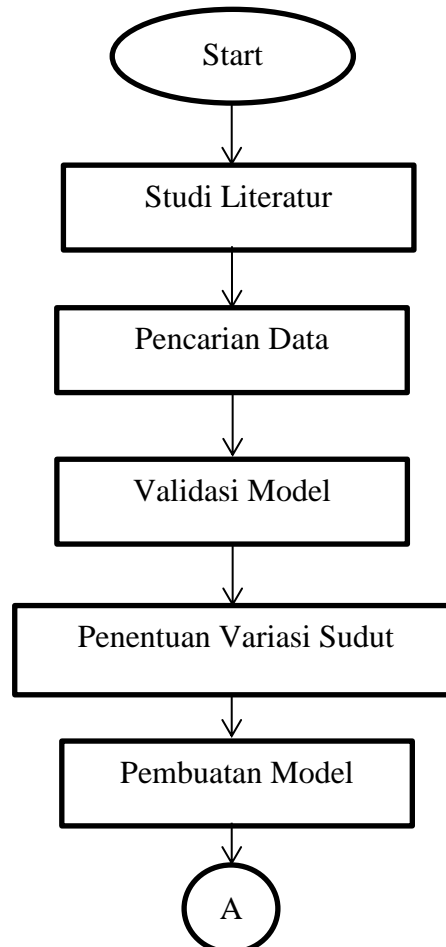 Start
Studi Literatur
Pencarian Data
Validasi Model
Penentuan Variasi Sudut
Pembuatan Model
A